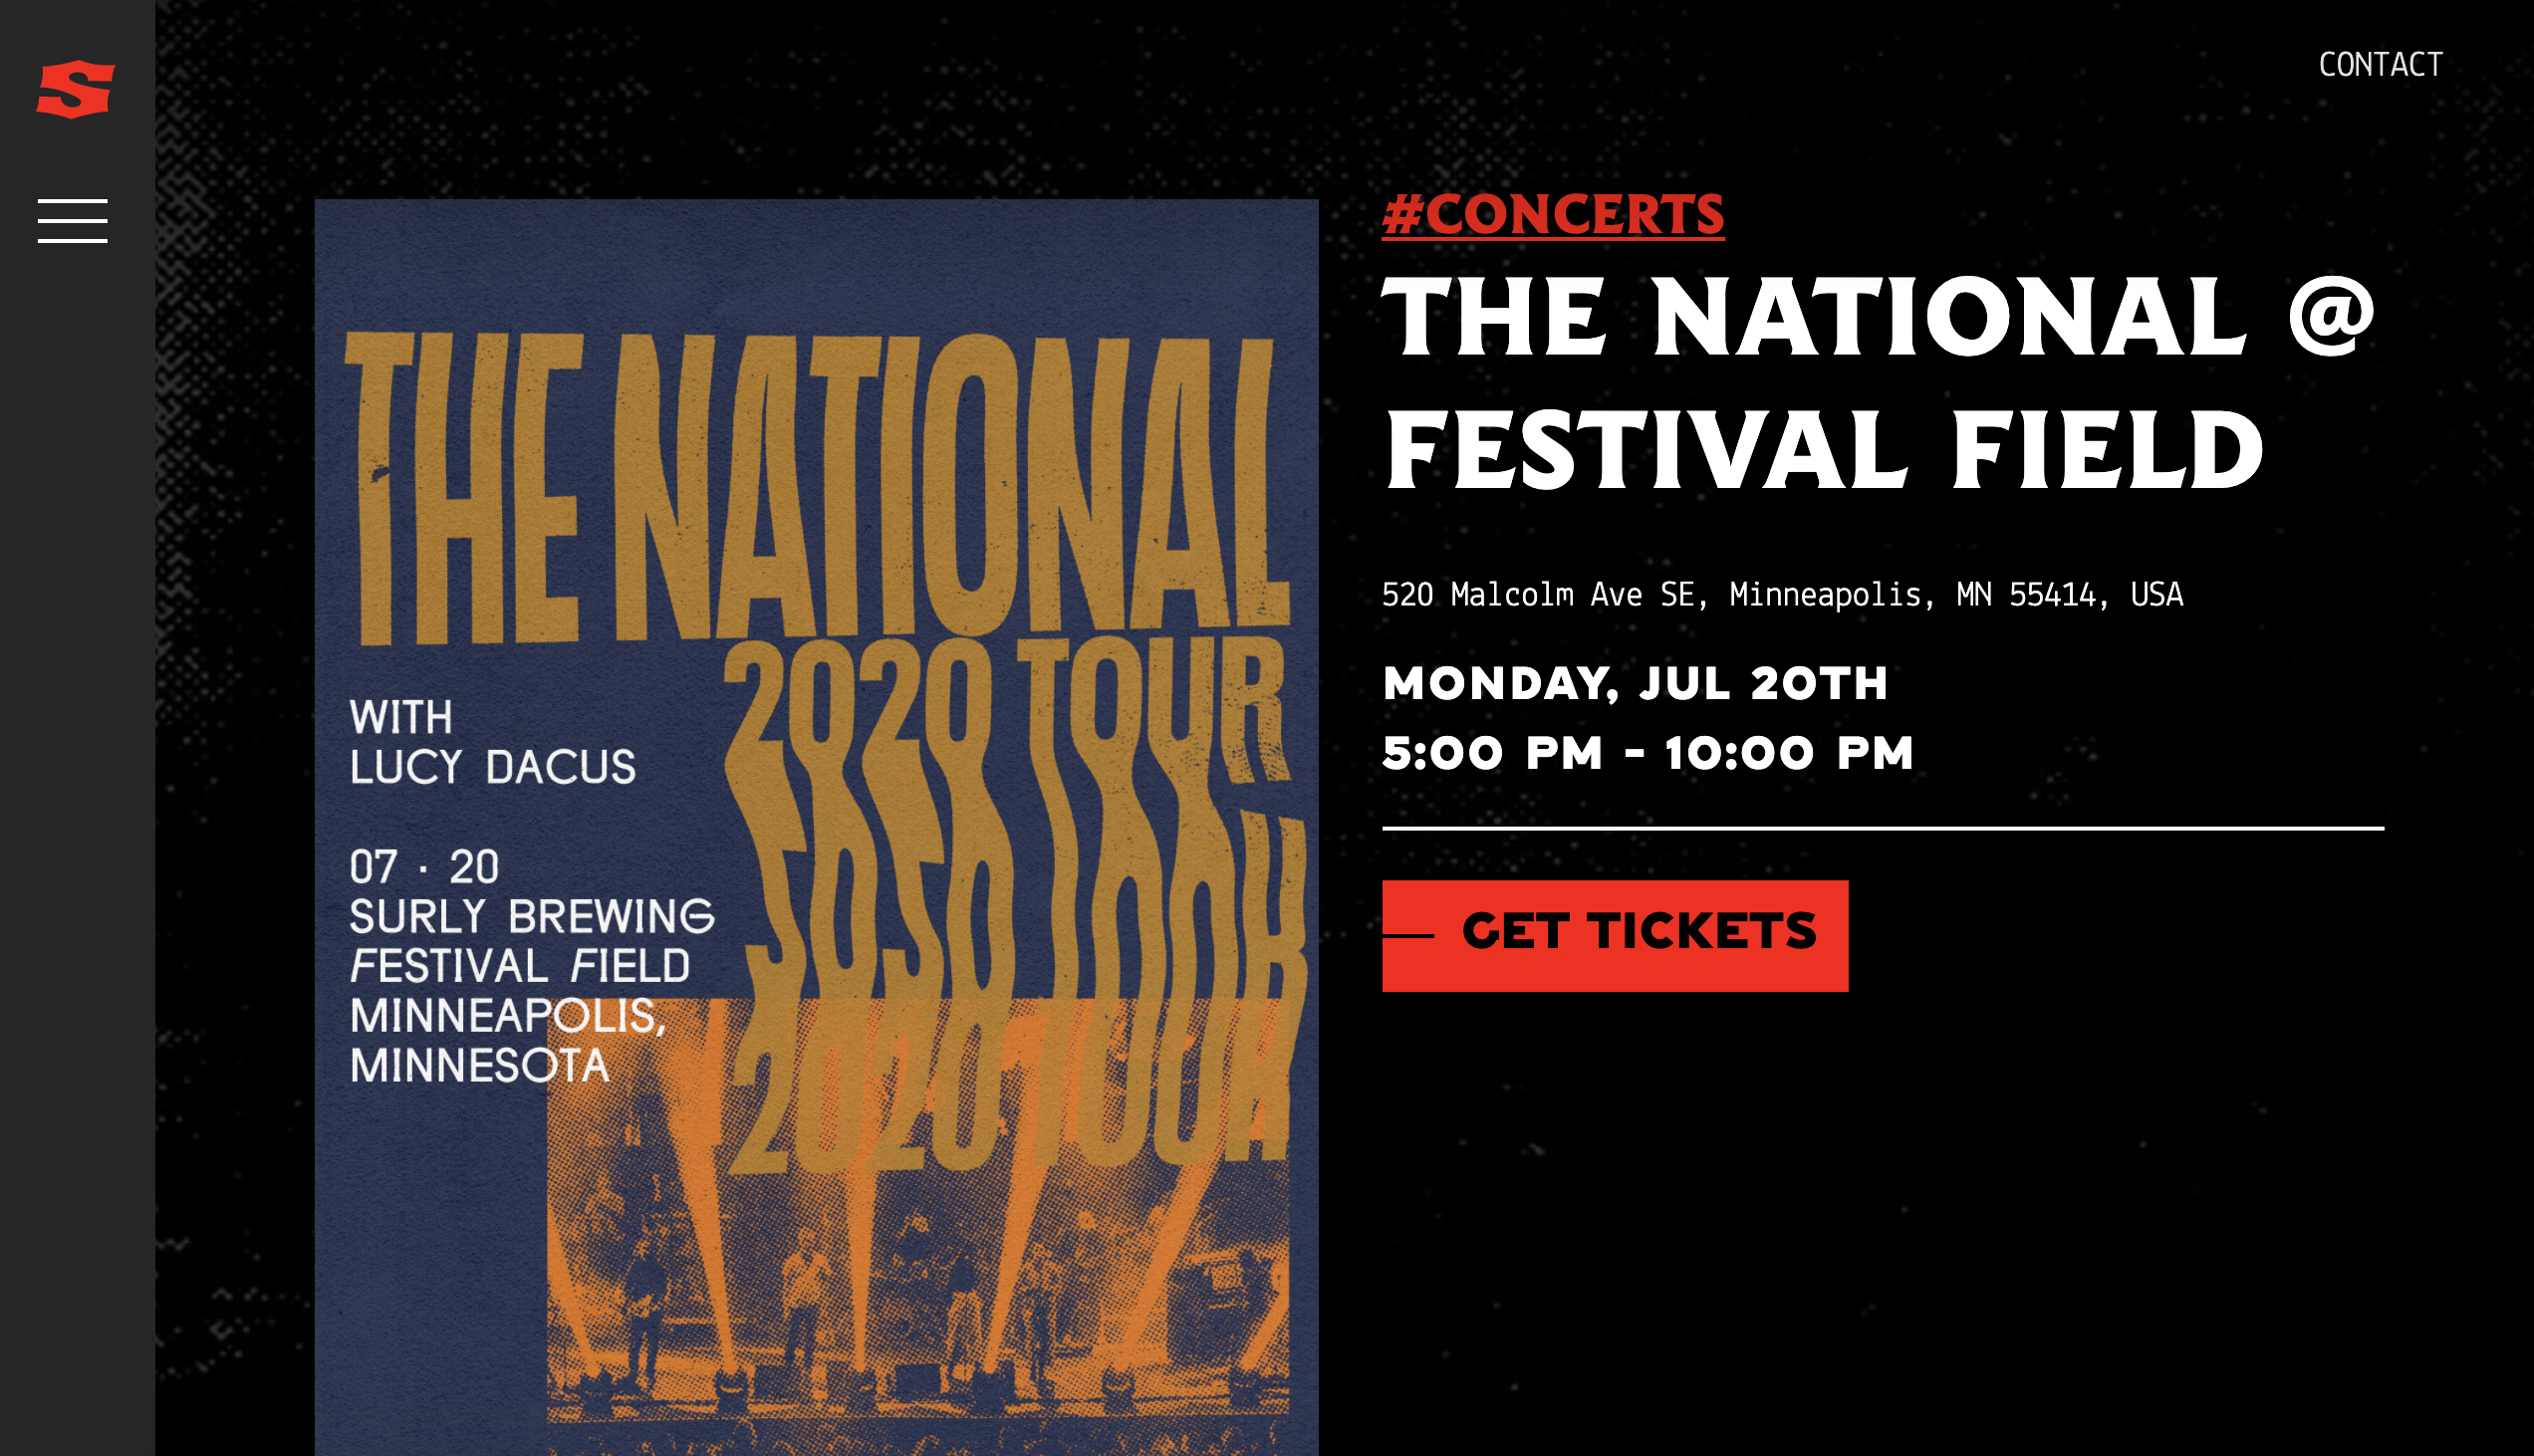 S
CONTACT
THE NATIONAL
2020 TOUR
WITH
LUCY DACUS
07 · 20
SURLY BREWING
FESTIVAL FIELD
MINNEAPOLIS,
MINNESOTA
2020 TOUR
#CONCERTS
THE NATIONAL @
FESTIVAL FIELD
520 Malcolm Ave SE, Minneapolis, MN 55414, USA
MONDAY, JUL 20TH
5:00 PM - 10:00 PM
GET TICKETS